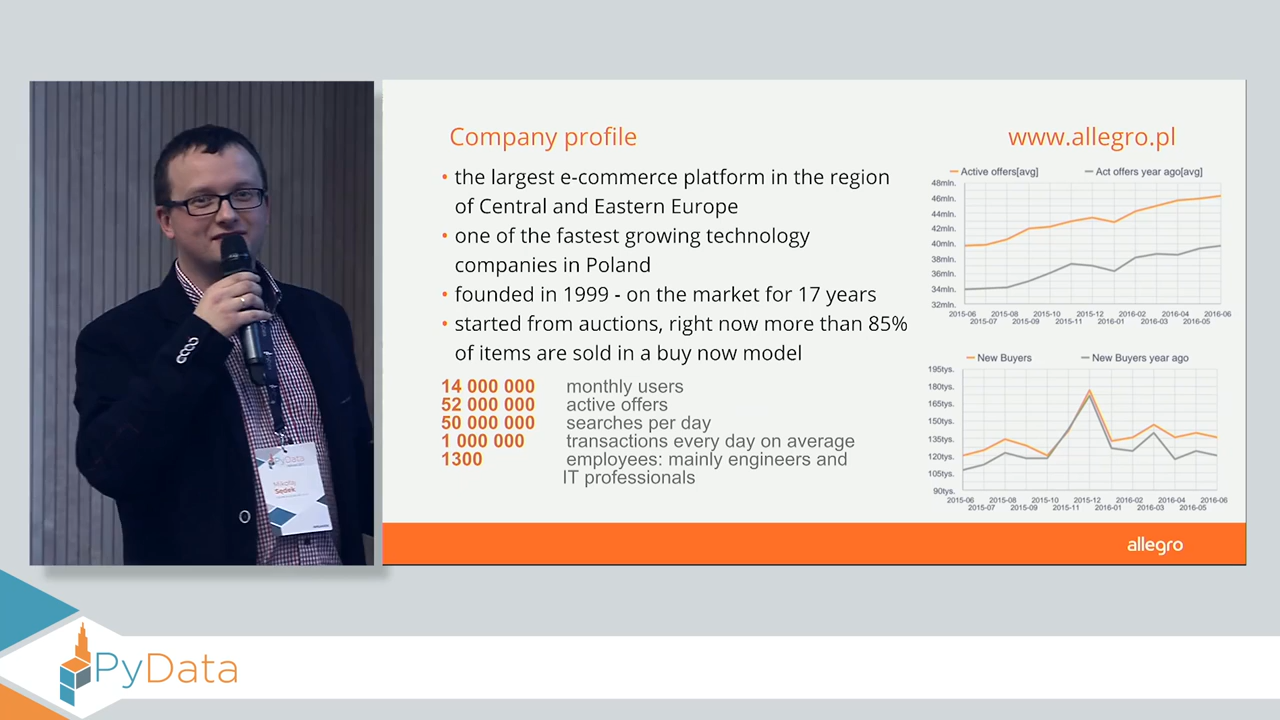 Company profile
www.allegro.pl
• the largest e-commerce platform in the region
of Central and Eastern Europe
• one of the fastest growing technology
companies in Poland
• founded in 1999 - on the market for 17 years
• started from auctions, right now more than 85%
of items are sold in a buy now model
14 000 000 monthly users
52 000 000 active offers
50 000 000 searches per day
1 000 000 transactions every day on average
1300 employees: mainly engineers and
IT professionals
Active offers[avg] Act offers year ago[avg]
48mln.
46mln.
44mln.
42mln.
40mln.
38mln.
36mln.
34mln.
32mln.
2015-06 2015-08 2015-10 2015-12 2016-02 2016-04 2016-06
2015-07 2015-09 2015-11 2016-01 2016-03 2016-05
New Buyers New Buyers year ago
195tys.
180tys.
165tys.
150tys.
135tys.
120tys.
105tys.
90tys.
2015-06 2015-08 2015-10 2015-12 2016-02 2016-04 2016-06
2015-07 2015-09 2015-11 2016-01 2016-03 2016-05
allegro
PyData
Mikołaj
Sędek
PyData